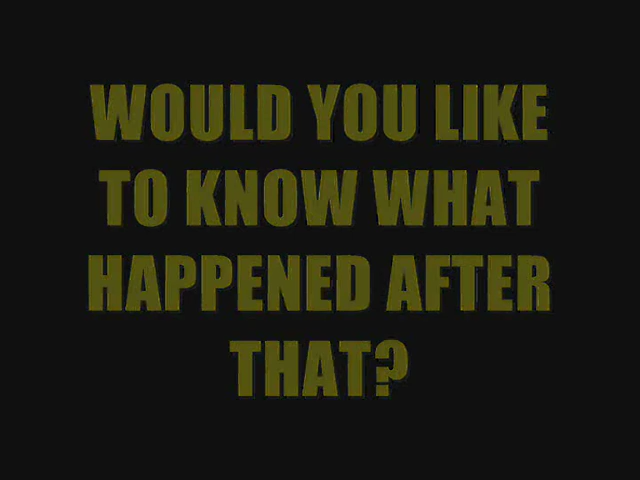 WOULD YOU LIKE
TO KNOW WHAT
HAPPENED AFTER
THAT?